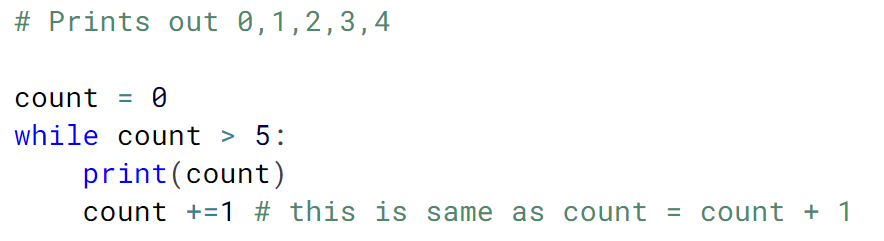 # Prints out 0,1,2,3,4
count = 0
while count > 5:
    print(count)
    count +=1 # this is same as count = count + 1